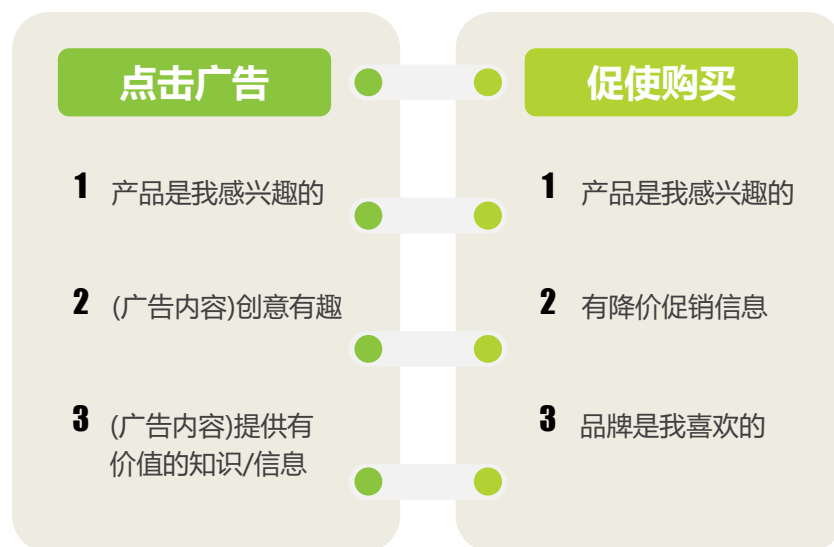 点击广告
1 产品是我感兴趣的
2 (广告内容)创意有趣
3 (广告内容)提供有
价值的知识/信息
促使购买
1 产品是我感兴趣的
2 有降价促销信息
3 品牌是我喜欢的